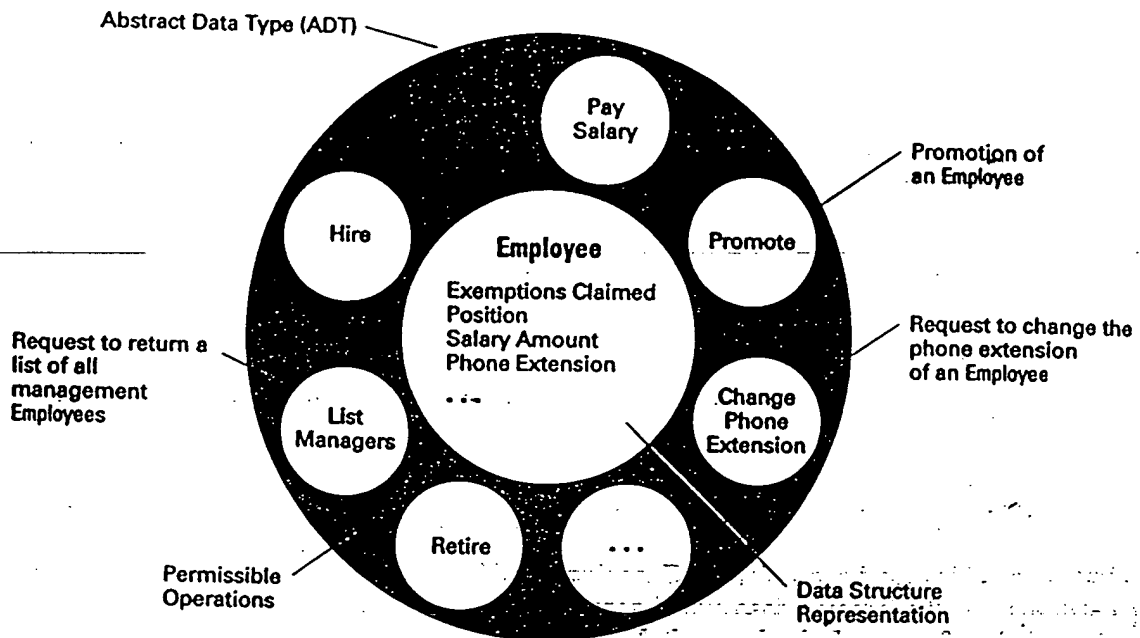 Abstract Data Type (ADT)
Pay
Salary
Promotion of
an Employee
Hire
Promote
Employee
Exemptions Claimed
Position
Salary Amount
Phone Extension
...
Request to return a
list of all
management
Employees
Request to change the
phone extension
of an Employee
List
Managers
Change
Phone
Extension
Retire
...
Permissible
Operations
Data Structure
Representation